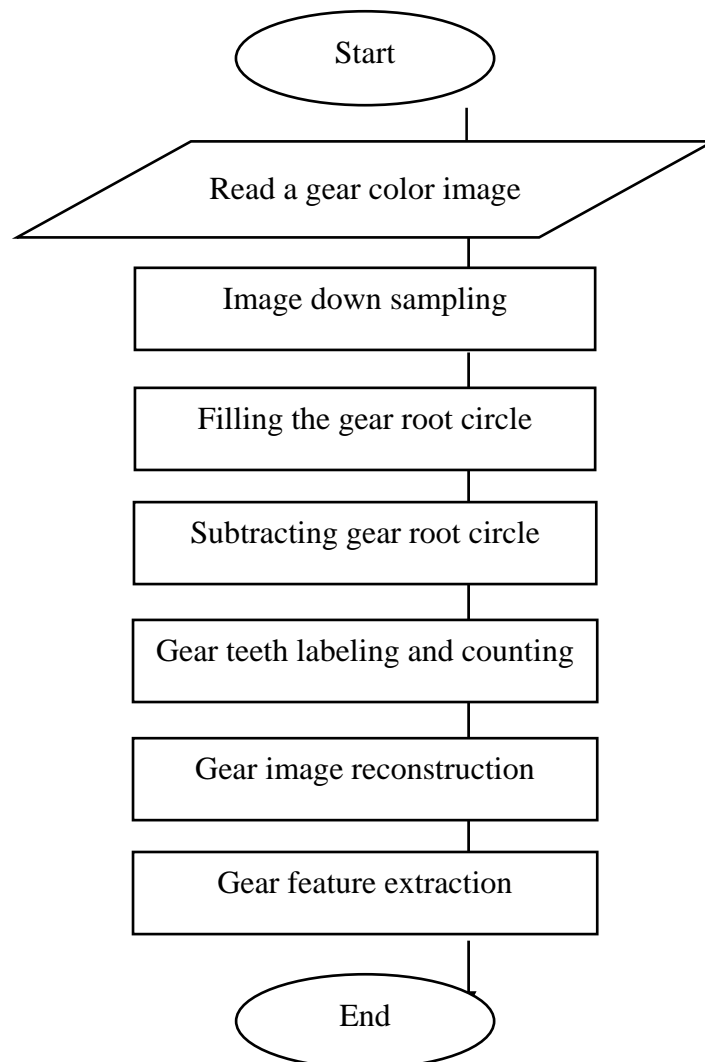 Start
Read a gear color image
Image down sampling
Filling the gear root circle
Subtracting gear root circle
Gear teeth labeling and counting
Gear image reconstruction
Gear feature extraction
End